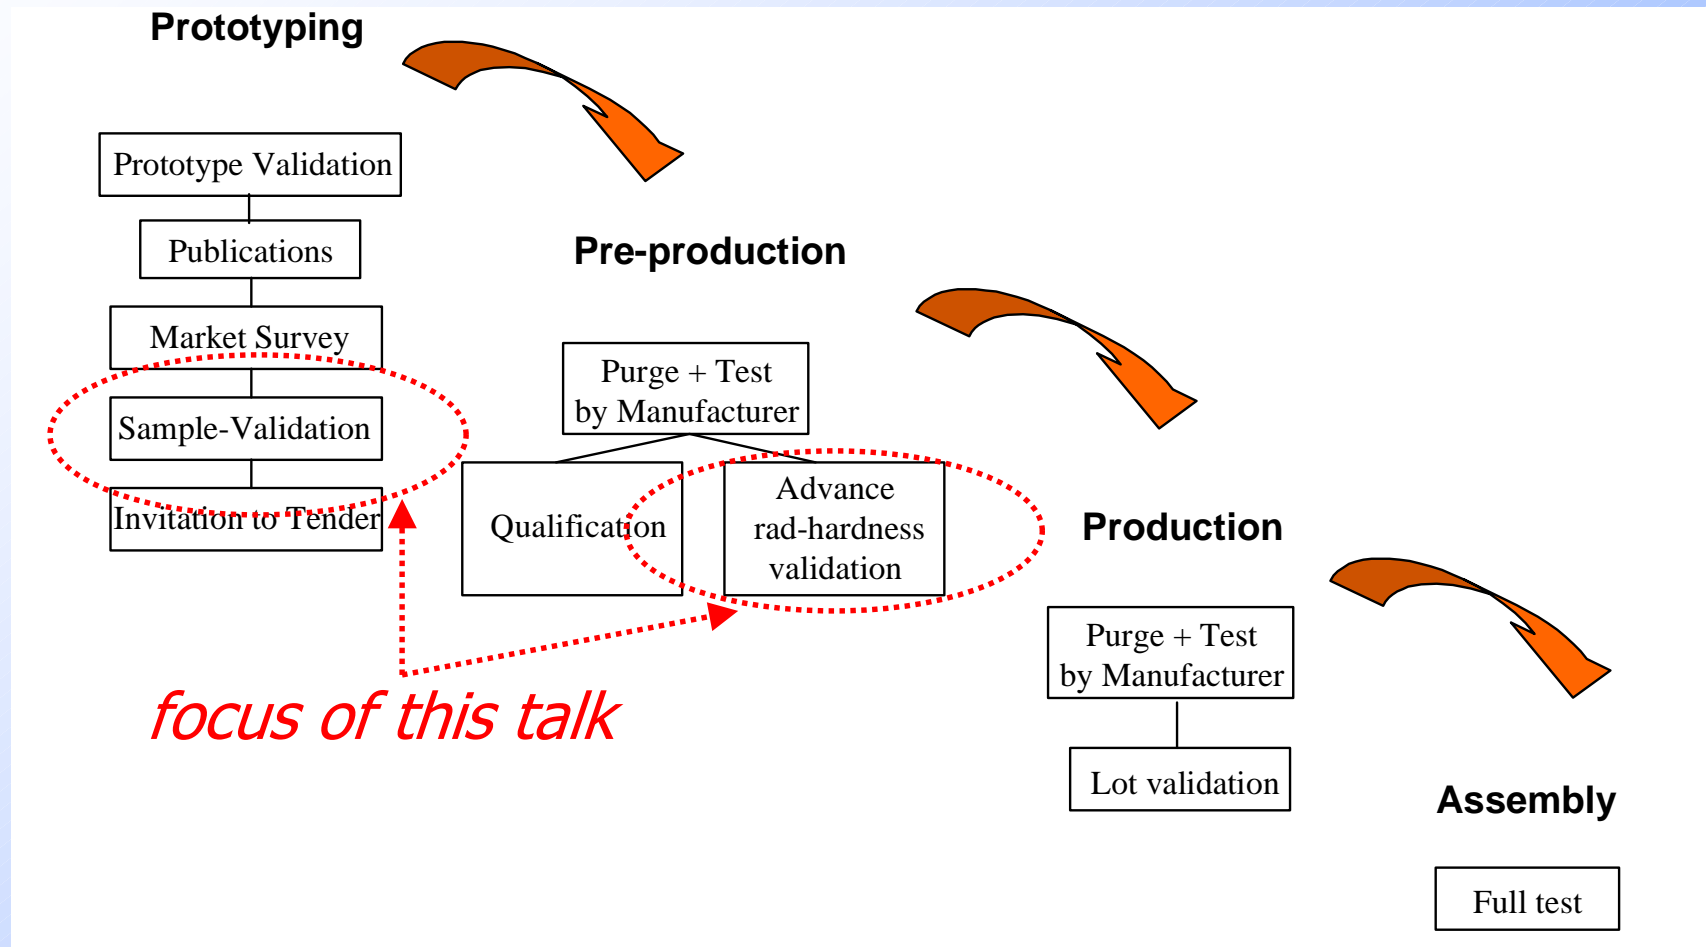 Prototyping
Prototype Validation
Publications
Market Survey
Sample-Validation
Invitation to Tender
Pre-production
Purge + Test
by Manufacturer
Qualification
Advance
rad-hardness
validation
focus of this talk
Production
Purge + Test
by Manufacturer
Lot validation
Assembly
Full test